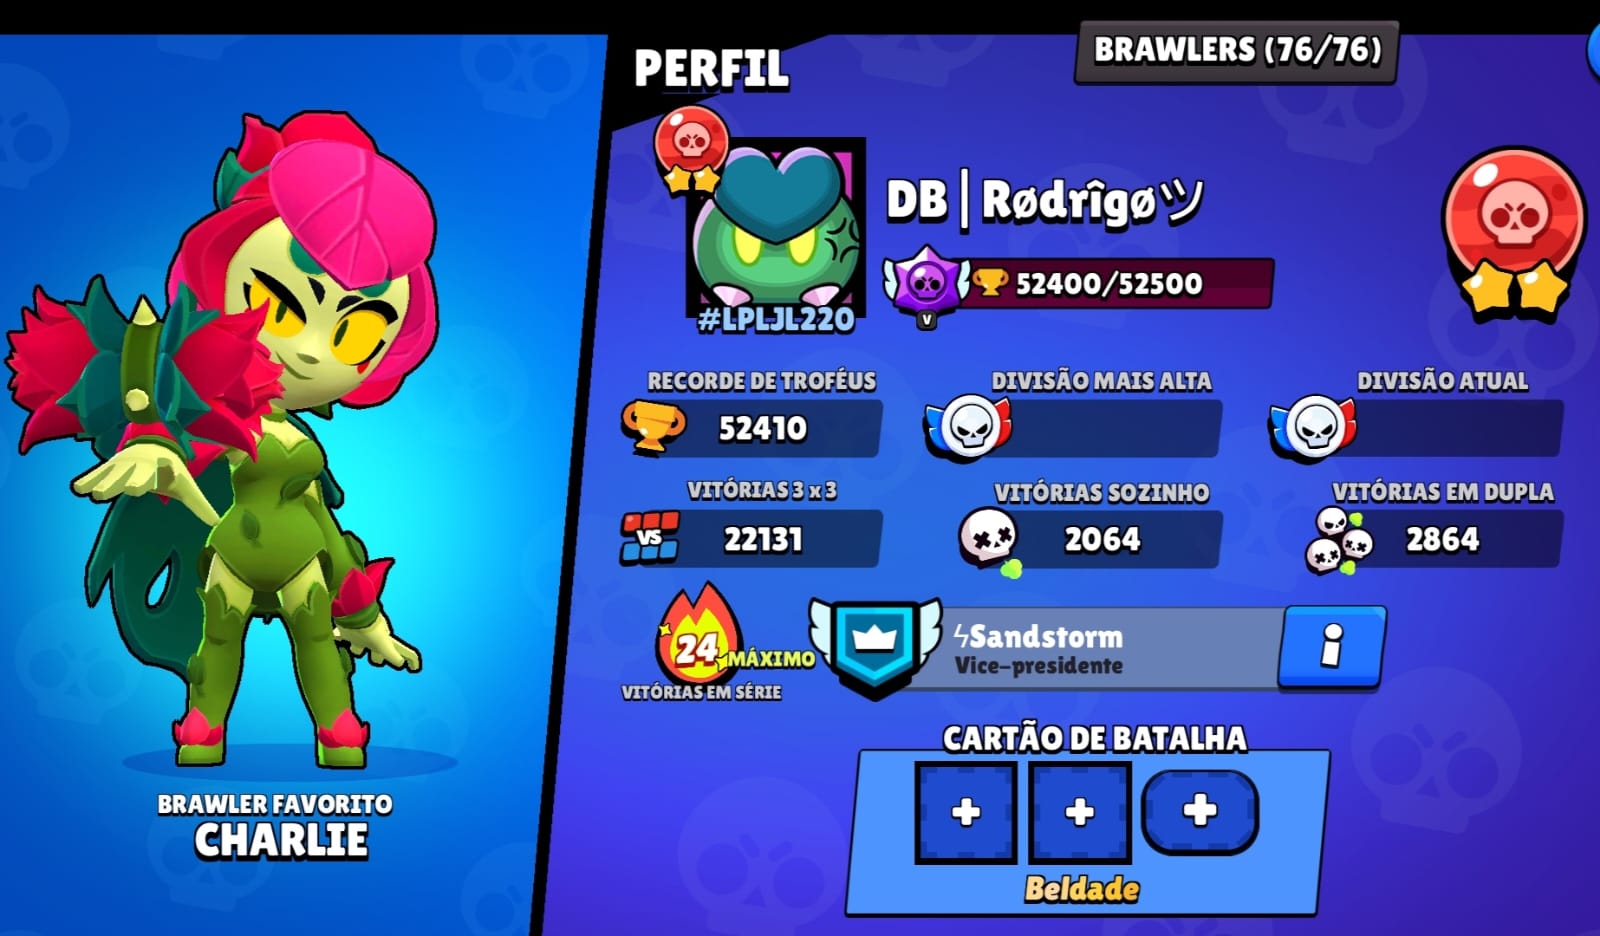 PERFIL
BRAWLERS (76/76)
DB | Rødrîgøツ
#LPLJL220
52400/52500
V
RECORDE DE TROFÉUS
DIVISÃO MAIS ALTA
DIVISÃO ATUAL
52410
VITÓRIAS 3 x 3
VITÓRIAS SOZINHO
VITÓRIAS EM DUPLA
VS
22131
2064
2864
24
MÁXIMO
VITÓRIAS EM SÉRIE
ϟSandstorm
Vice-presidente
i
CARTÃO DE BATALHA
+ + +
Beldade
BRAWLER FAVORITO
CHARLIE